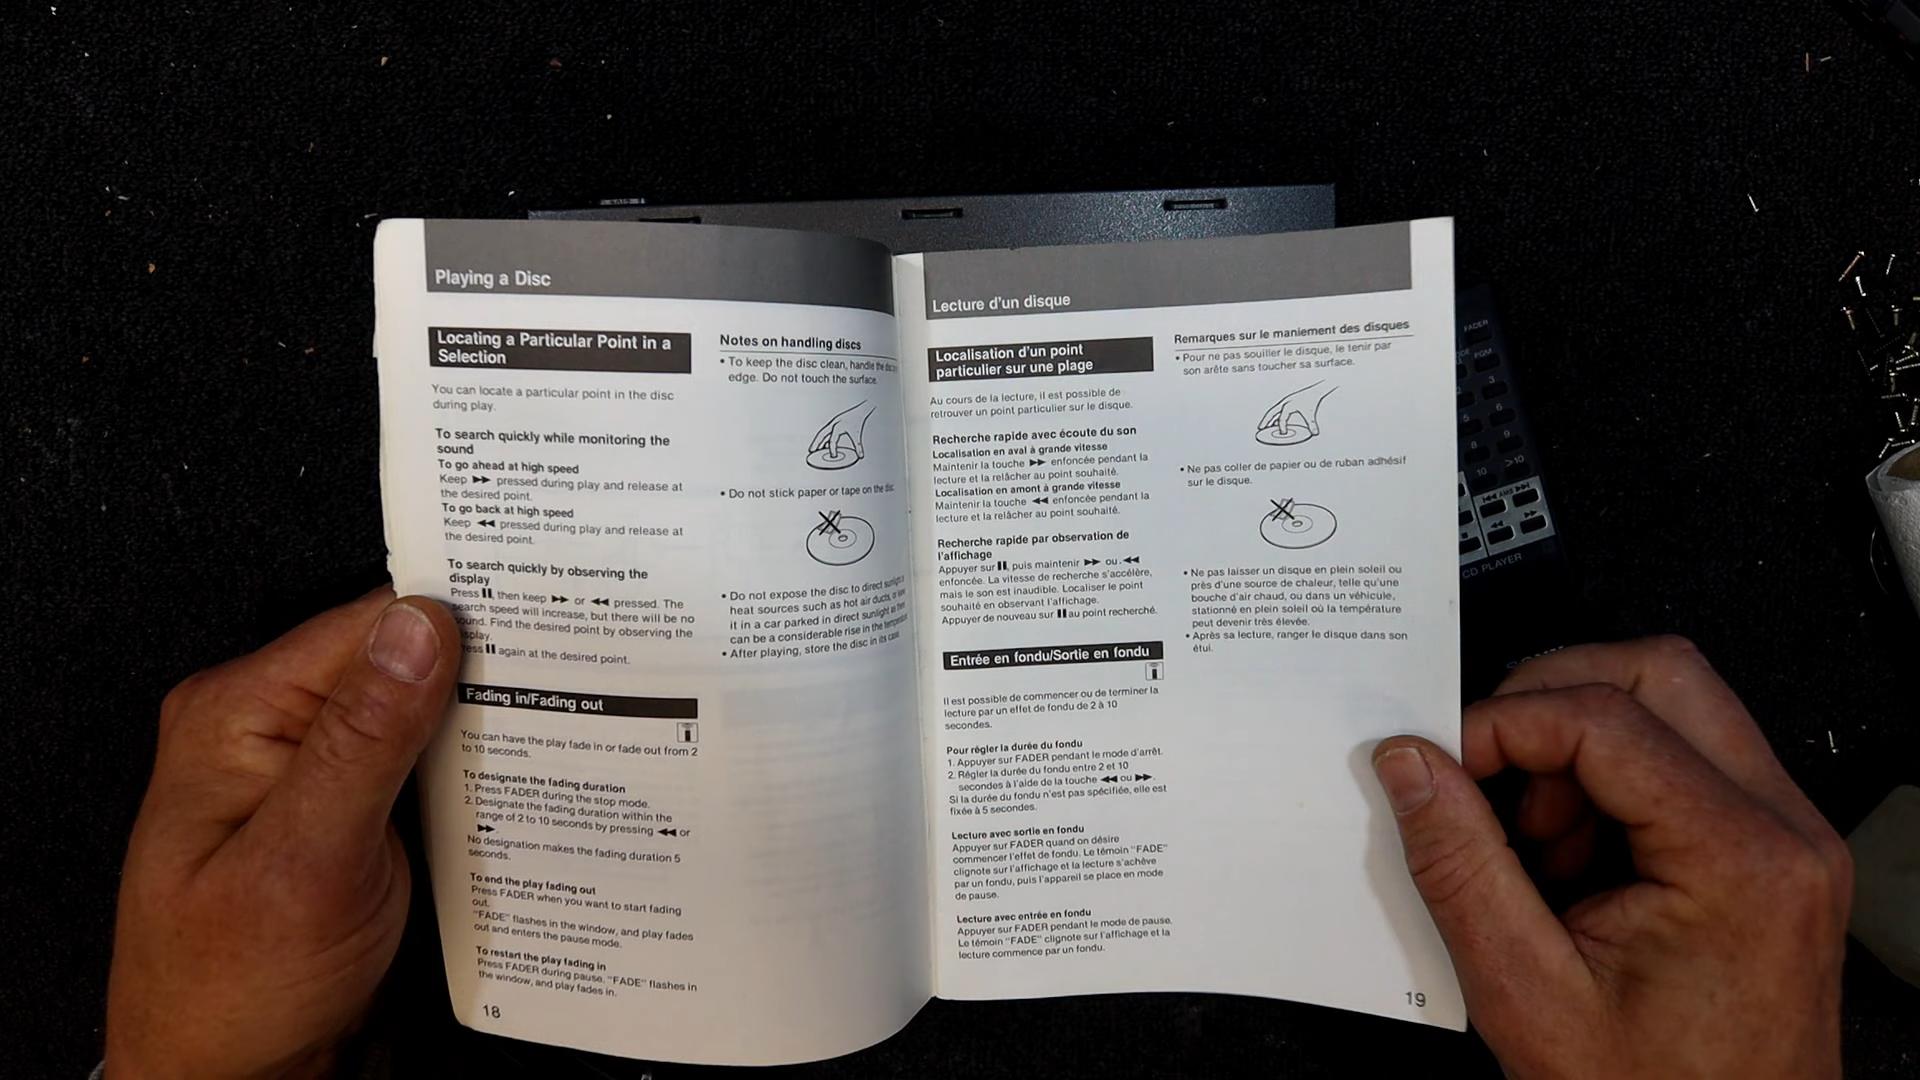 Playing a Disc
Locating a Particular Point in a
Selection
You can locate a particular point in the disc
during play.
To search quickly while monitoring the
sound
To go ahead at high speed
Keep ▶▶ pressed during play and release at
the desired point.
To go back at high speed
Keep ◀◀ pressed during play and release at
the desired point.
To search quickly by observing the
display
Press ❚❚, then keep ▶▶ or ◀◀ pressed. The
search speed will increase, but there will be no
sound. Find the desired point by observing the
display.
❚❚ again at the desired point.
Fading in/Fading out
You can have the play fade in or fade out from 2
to 10 seconds.
To designate the fading duration
1. Press FADER during the stop mode.
2. Designate the fading duration within the
range of 2 to 10 seconds by pressing ◀◀ or
▶▶.
No designation makes the fading duration 5
seconds.
To end the play fading out
Press FADER when you want to start fading
out.
"FADE" flashes in the window, and play fades
out and enters the pause mode.
To restart the play fading in
Press FADER during pause. "FADE" flashes in
the window, and play fades in.
18
Notes on handling discs
• To keep the disc clean, handle the
edge. Do not touch the surface.
• Do not stick paper or tape on the disc.
• Do not expose the disc to direct sunlight
heat sources such as hot air ducts, or
it in a car parked in direct sunlight as
can be a considerable rise in the
• After playing, store the disc in its case.
Lecture d'un disque
Localisation d'un point
particulier sur une plage
Au cours de la lecture, il est possible de
retrouver un point particulier sur le disque.
Recherche rapide avec écoute du son
Localisation en aval à grande vitesse
Maintenir la touche ▶▶ enfoncée pendant la
lecture et la relâcher au point souhaité.
Localisation en amont à grande vitesse
Maintenir la touche ◀◀ enfoncée pendant la
lecture et la relâcher au point souhaité.
Recherche rapide par observation de
l'affichage
Appuyer sur ❚❚, puis maintenir ▶▶ ou ◀◀
enfoncée. La vitesse de recherche s'accélère,
mais le son est inaudible. Localiser le point
souhaité en observant l'affichage.
Appuyer de nouveau sur ❚❚ au point recherché.
Entrée en fondu/Sortie en fondu
Il est possible de commencer ou de terminer la
lecture par un effet de fondu de 2 à 10
secondes.
Pour régler la durée du fondu
1. Appuyer sur FADER pendant le mode d'arrêt.
2. Régler la durée du fondu entre 2 et 10
secondes à l'aide de la touche ◀◀ ou ▶▶.
Si la durée du fondu n'est pas spécifiée, elle est
fixée à 5 secondes.
Lecture avec sortie en fondu
Appuyer sur FADER quand on désire
commencer l'effet de fondu. Le témoin "FADE"
clignote sur l'affichage et la lecture s'achève
par un fondu, puis l'appareil se place en mode
de pause.
Lecture avec entrée en fondu
Appuyer sur FADER pendant le mode de pause.
Le témoin "FADE" clignote sur l'affichage et la
lecture commence par un fondu.
Remarques sur le maniement des disques
• Pour ne pas souiller le disque, le tenir par
son arête sans toucher sa surface.
• Ne pas coller de papier ou de ruban adhésif
sur le disque.
• Ne pas laisser un disque en plein soleil ou
près d'une source de chaleur, telle qu'une
bouche d'air chaud, ou dans un véhicule,
stationné en plein soleil où la température
peut devenir très élevée.
• Après sa lecture, ranger le disque dans son
étui.
19
FADER
PGM
3
5 6
8 9
10 >10
AMS
CD PLAYER
SONY